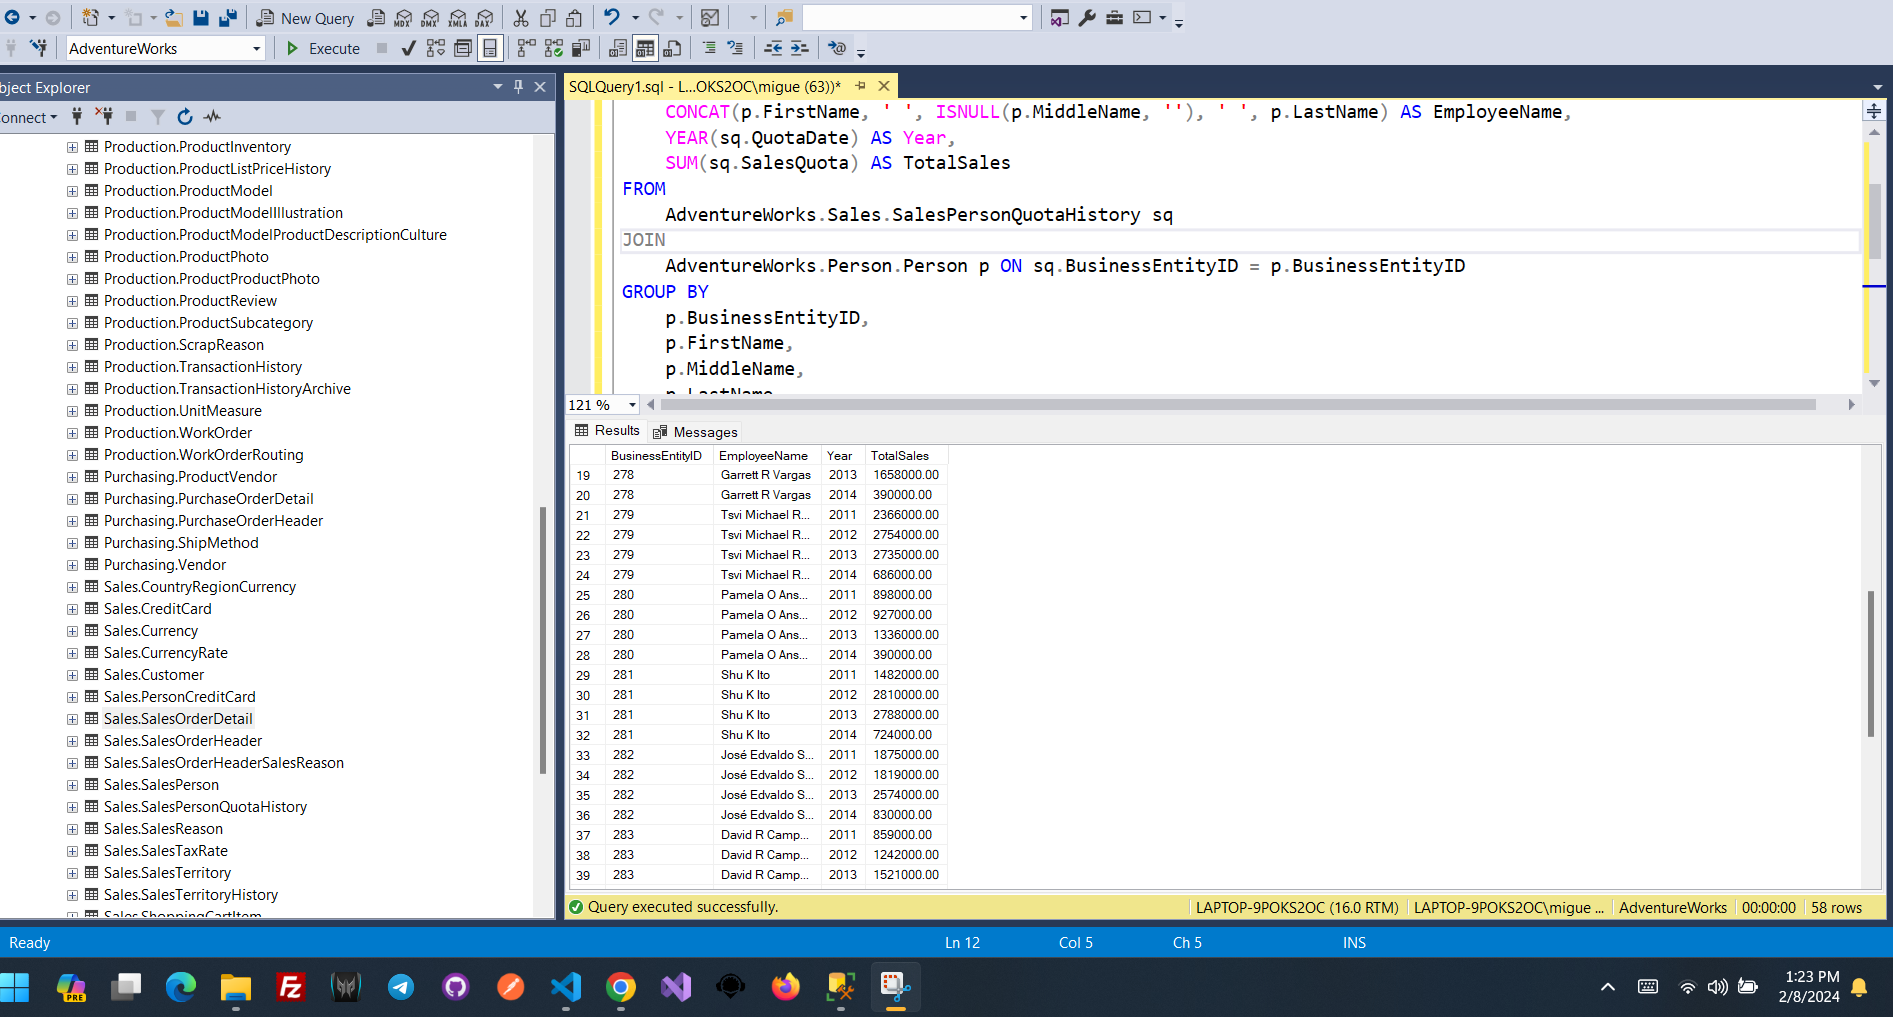 New Query
MDX
DMX
XMLA
DAX
AdventureWorks
Execute
bject Explorer
onnect
Production.ProductInventory
Production.ProductListPriceHistory
Production.ProductModel
Production.ProductModelIllustration
Production.ProductModelProductDescriptionCulture
Production.ProductPhoto
Production.ProductProductPhoto
Production.ProductReview
Production.ProductSubcategory
Production.ScrapReason
Production.TransactionHistory
Production.TransactionHistoryArchive
Production.UnitMeasure
Production.WorkOrder
Production.WorkOrderRouting
Purchasing.ProductVendor
Purchasing.PurchaseOrderDetail
Purchasing.PurchaseOrderHeader
Purchasing.ShipMethod
Purchasing.Vendor
Sales.CountryRegionCurrency
Sales.CreditCard
Sales.Currency
Sales.CurrencyRate
Sales.Customer
Sales.PersonCreditCard
Sales.SalesOrderDetail
Sales.SalesOrderHeader
Sales.SalesOrderHeaderSalesReason
Sales.SalesPerson
Sales.SalesPersonQuotaHistory
Sales.SalesReason
Sales.SalesTaxRate
Sales.SalesTerritory
Sales.SalesTerritoryHistory
Sales.ShoppingCartItem
SQLQuery1.sql - L...OKS2OC\migue (63))*
CONCAT(p.FirstName, ' ', ISNULL(p.MiddleName, ''), ' ', p.LastName) AS EmployeeName,
YEAR(sq.QuotaDate) AS Year,
SUM(sq.SalesQuota) AS TotalSales
FROM
AdventureWorks.Sales.SalesPersonQuotaHistory sq
JOIN
AdventureWorks.Person.Person p ON sq.BusinessEntityID = p.BusinessEntityID
GROUP BY
p.BusinessEntityID,
p.FirstName,
p.MiddleName,
p.LastName
121 %
Results Messages
BusinessEntityID EmployeeName Year TotalSales
19 278 Garrett R Vargas 2013 1658000.00
20 278 Garrett R Vargas 2014 390000.00
21 279 Tsvi Michael R... 2011 2366000.00
22 279 Tsvi Michael R... 2012 2754000.00
23 279 Tsvi Michael R... 2013 2735000.00
24 279 Tsvi Michael R... 2014 686000.00
25 280 Pamela O Ans... 2011 898000.00
26 280 Pamela O Ans... 2012 927000.00
27 280 Pamela O Ans... 2013 1336000.00
28 280 Pamela O Ans... 2014 390000.00
29 281 Shu K Ito 2011 1482000.00
30 281 Shu K Ito 2012 2810000.00
31 281 Shu K Ito 2013 2788000.00
32 281 Shu K Ito 2014 724000.00
33 282 José Edvaldo S... 2011 1875000.00
34 282 José Edvaldo S... 2012 1819000.00
35 282 José Edvaldo S... 2013 2574000.00
36 282 José Edvaldo S... 2014 830000.00
37 283 David R Camp... 2011 859000.00
38 283 David R Camp... 2012 1242000.00
39 283 David R Camp... 2013 1521000.00
Query executed successfully. LAPTOP-9POKS2OC (16.0 RTM) LAPTOP-9POKS2OC\migue ... AdventureWorks 00:00:00 58 rows
Ready Ln 12 Col 5 Ch 5 INS
PRE
Fz
1:23 PM
2/8/2024